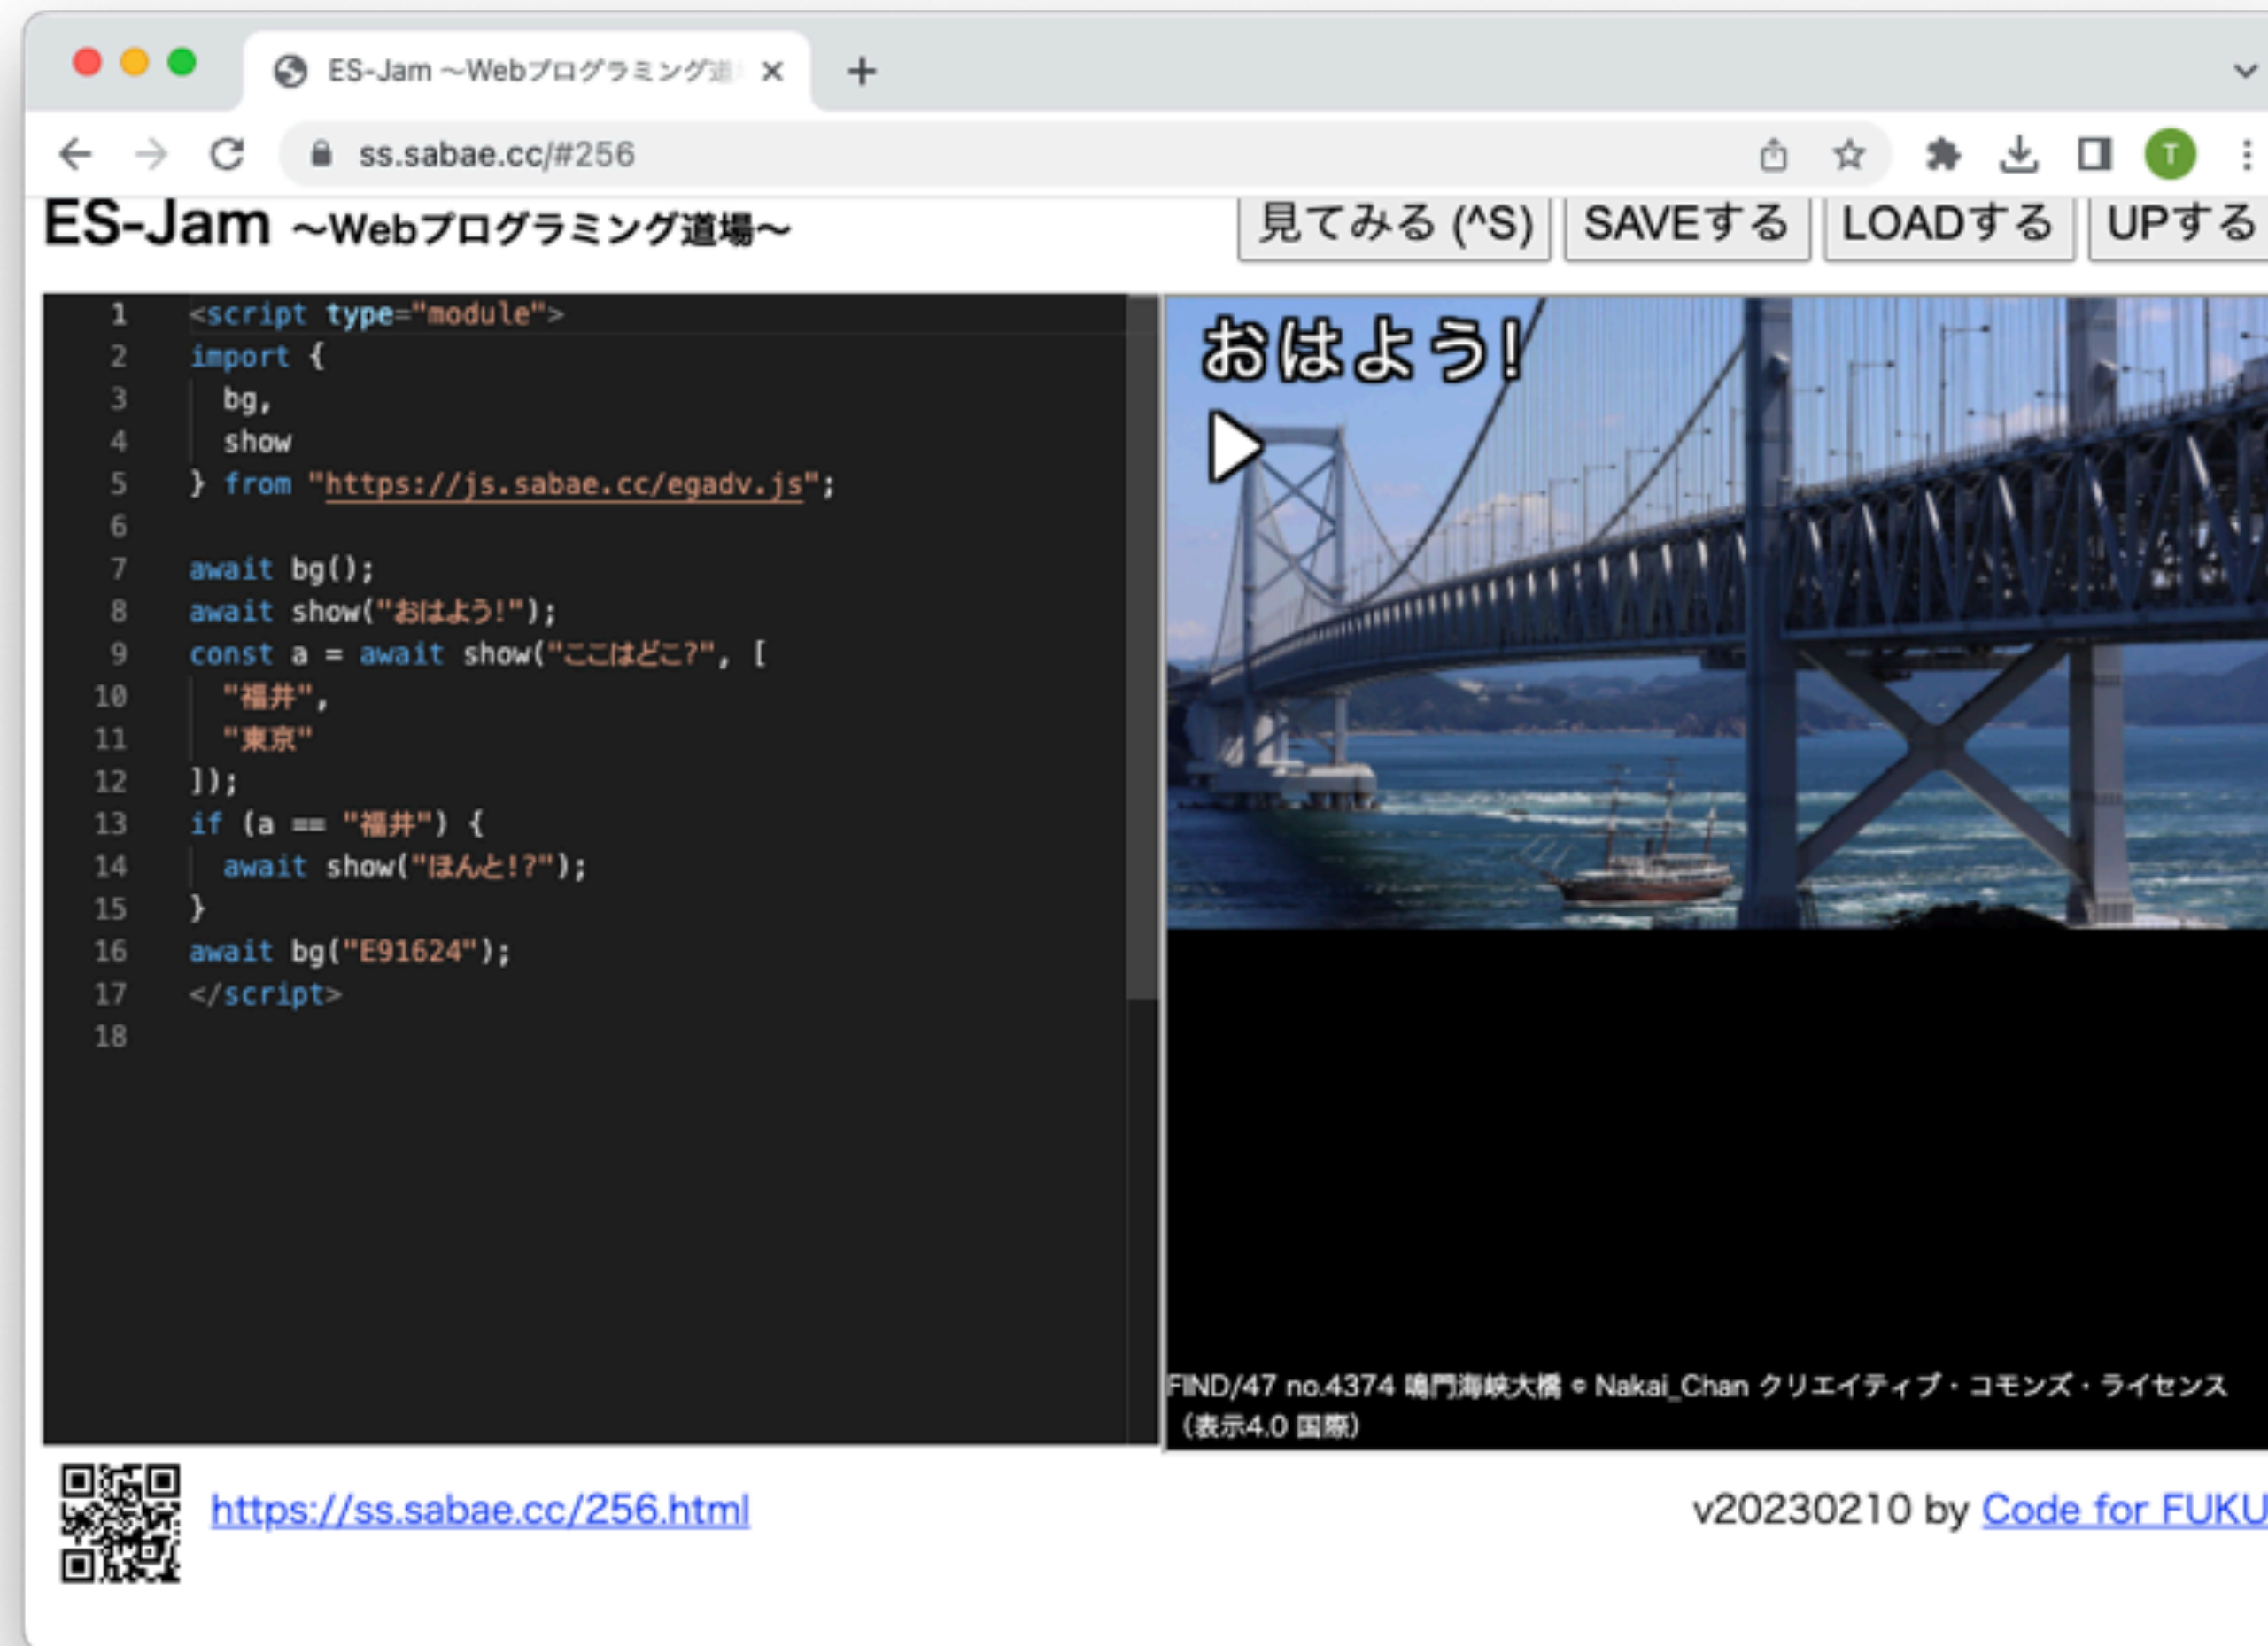 ES-Jam 〜Webプログラミング道
ss.sabae.cc/#256
T
ES-Jam 〜Webプログラミング道場〜
見てみる (^S) SAVEする LOADする UPする
1 <script type="module">
2 import {
3 bg,
4 show
5 } from "https://js.sabae.cc/egadv.js";
6
7 await bg();
8 await show("おはよう!");
9 const a = await show("ここはどこ?", [
10 "福井",
11 "東京"
12 ]);
13 if (a == "福井") {
14 await show("ほんと!?");
15 }
16 await bg("E91624");
17 </script>
18
おはよう!
FIND/47 no.4374 鳴門海峡大橋 © Nakai_Chan クリエイティブ・コモンズ・ライセンス
（表示4.0 国際）
https://ss.sabae.cc/256.html
v20230210 by Code for FUKU